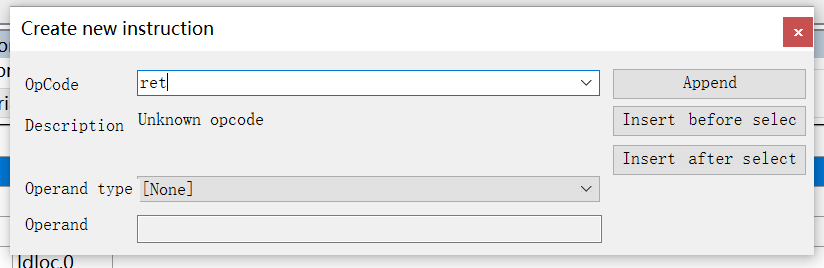 Create new instruction
OpCode
ret
Append
Description
Unknown opcode
Insert before selec
Insert after select
Operand type
[None]
Operand
ldloc.0